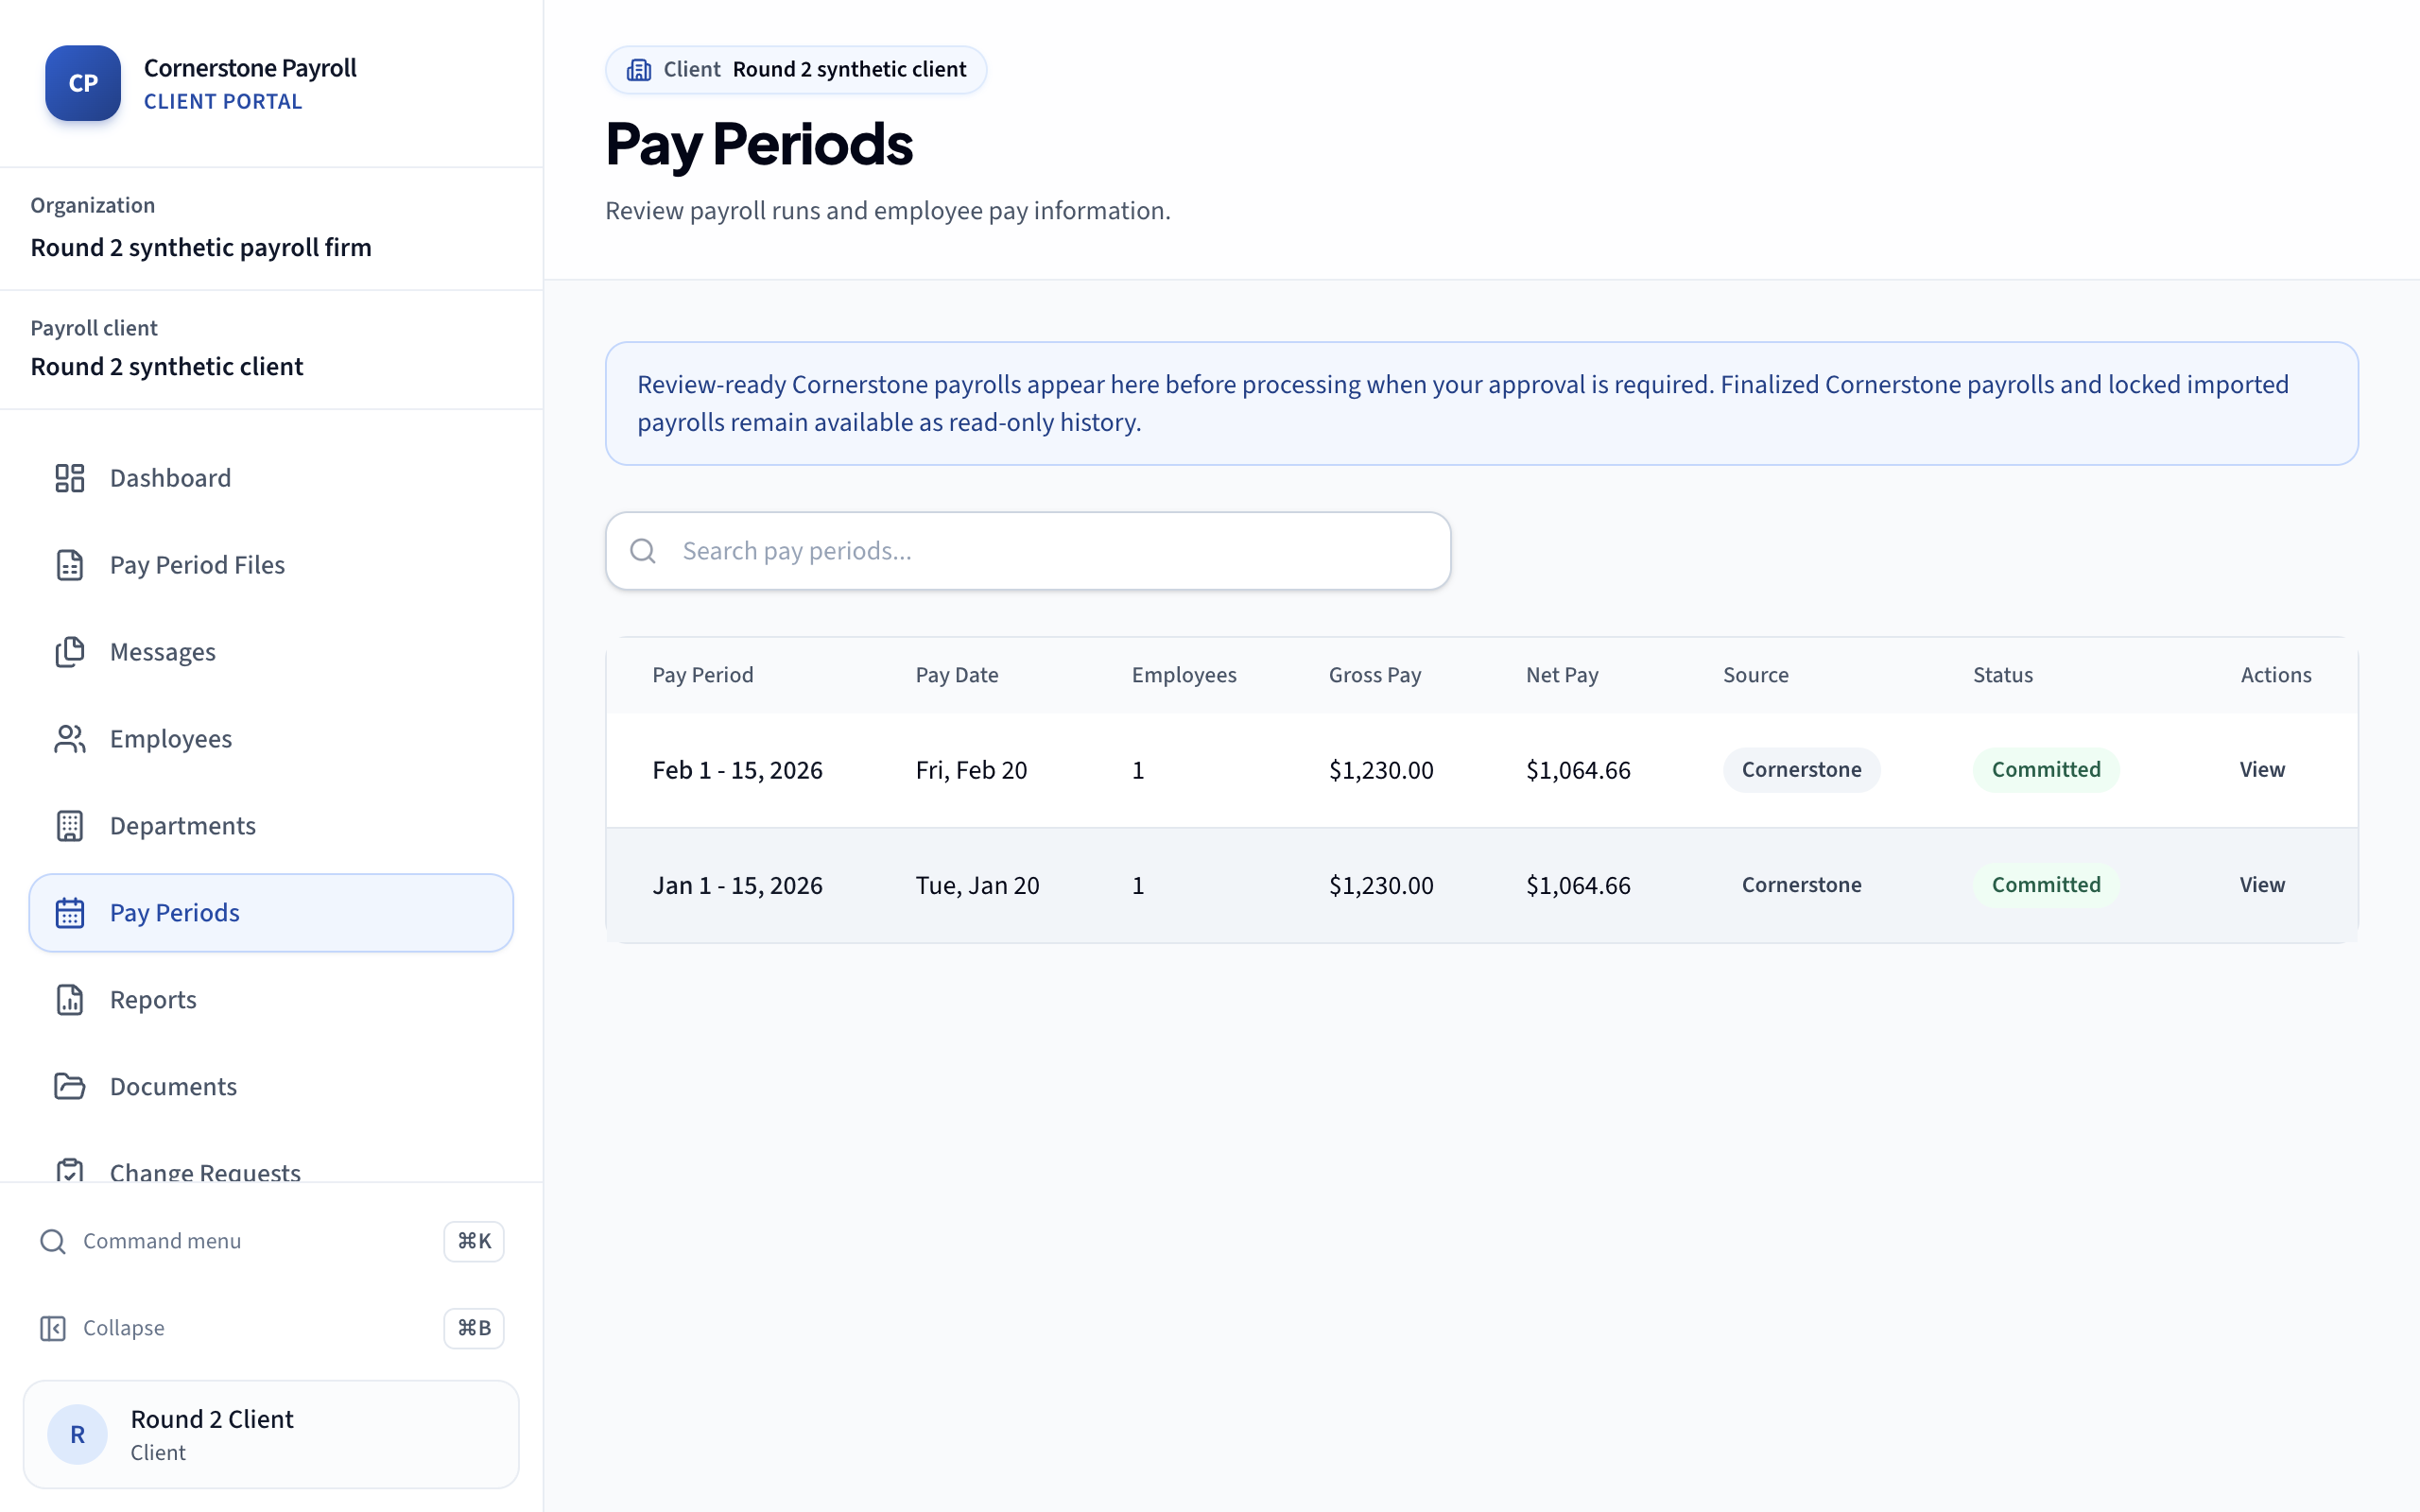 CP
Cornerstone Payroll
CLIENT PORTAL
Organization
Round 2 synthetic payroll firm
Payroll client
Round 2 synthetic client
Dashboard
Pay Period Files
Messages
Employees
Departments
Pay Periods
Reports
Documents
Change Requests
Command menu ⌘K
Collapse ⌘B
R
Round 2 Client
Client
Client Round 2 synthetic client
Pay Periods
Review payroll runs and employee pay information.
Review-ready Cornerstone payrolls appear here before processing when your approval is required. Finalized Cornerstone payrolls and locked imported
payrolls remain available as read-only history.
Search pay periods...
Pay Period Pay Date Employees Gross Pay Net Pay Source Status Actions
Feb 1 - 15, 2026 Fri, Feb 20 1 $1,230.00 $1,064.66 Cornerstone Committed View
Jan 1 - 15, 2026 Tue, Jan 20 1 $1,230.00 $1,064.66 Cornerstone Committed View